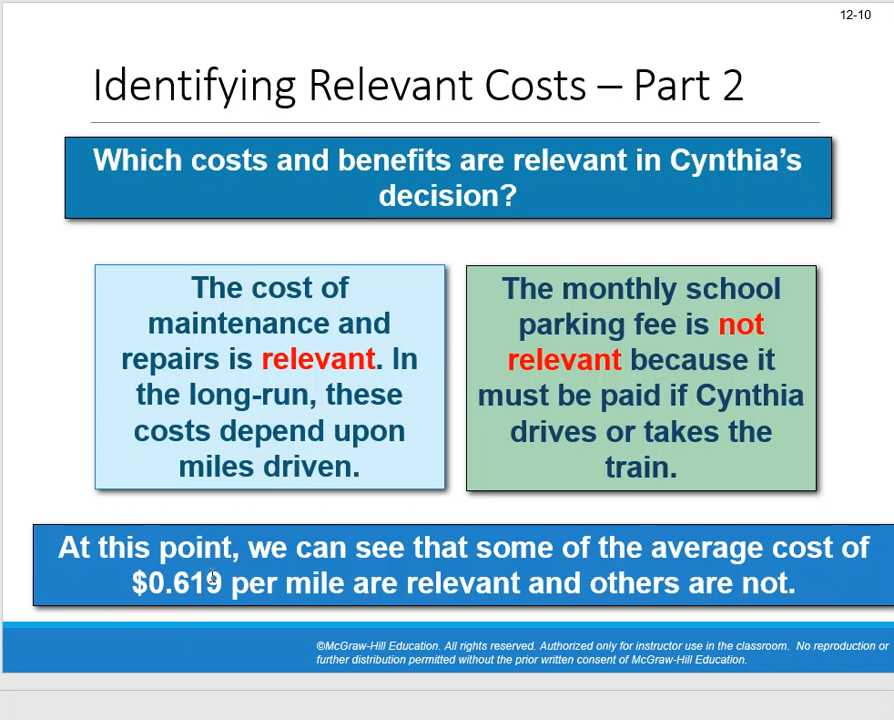 12-10
Identifying Relevant Costs – Part 2
Which costs and benefits are relevant in Cynthia’s
decision?
The cost of
maintenance and
repairs is relevant. In
the long-run, these
costs depend upon
miles driven.
The monthly school
parking fee is not
relevant because it
must be paid if Cynthia
drives or takes the
train.
At this point, we can see that some of the average cost of
$0.619 per mile are relevant and others are not.
©McGraw-Hill Education. All rights reserved. Authorized only for instructor use in the classroom. No reproduction or
further distribution permitted without the prior written consent of McGraw-Hill Education.